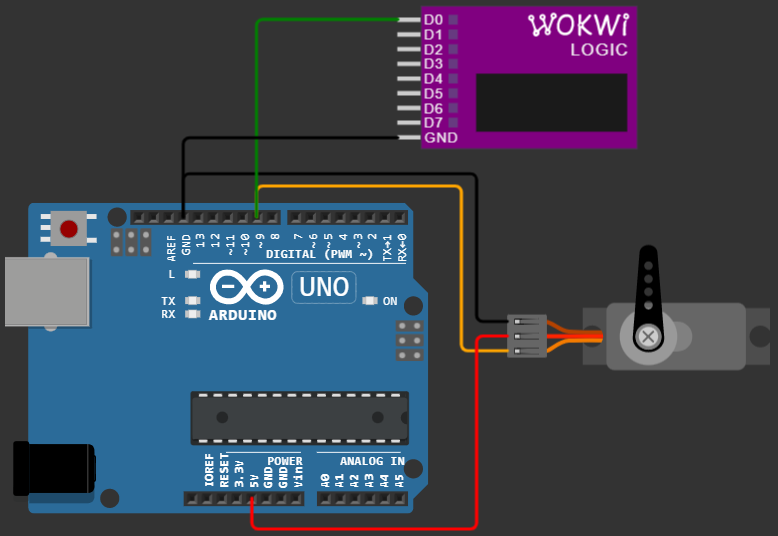 D0
D1
D2
D3
D4
D5
D6
D7
GND
WOKWi
LOGIC
AREF
GND
13
12
~11
~10
~9
8
7
~6
~5
4
~3
2
TX→1
RX←0
DIGITAL (PWM ~)
L
TX
RX
ON
UNO
ARDUINO
IOREF
RESET
3.3V
5V
GND
GND
Vin
POWER
ANALOG IN
A0
A1
A2
A3
A4
A5